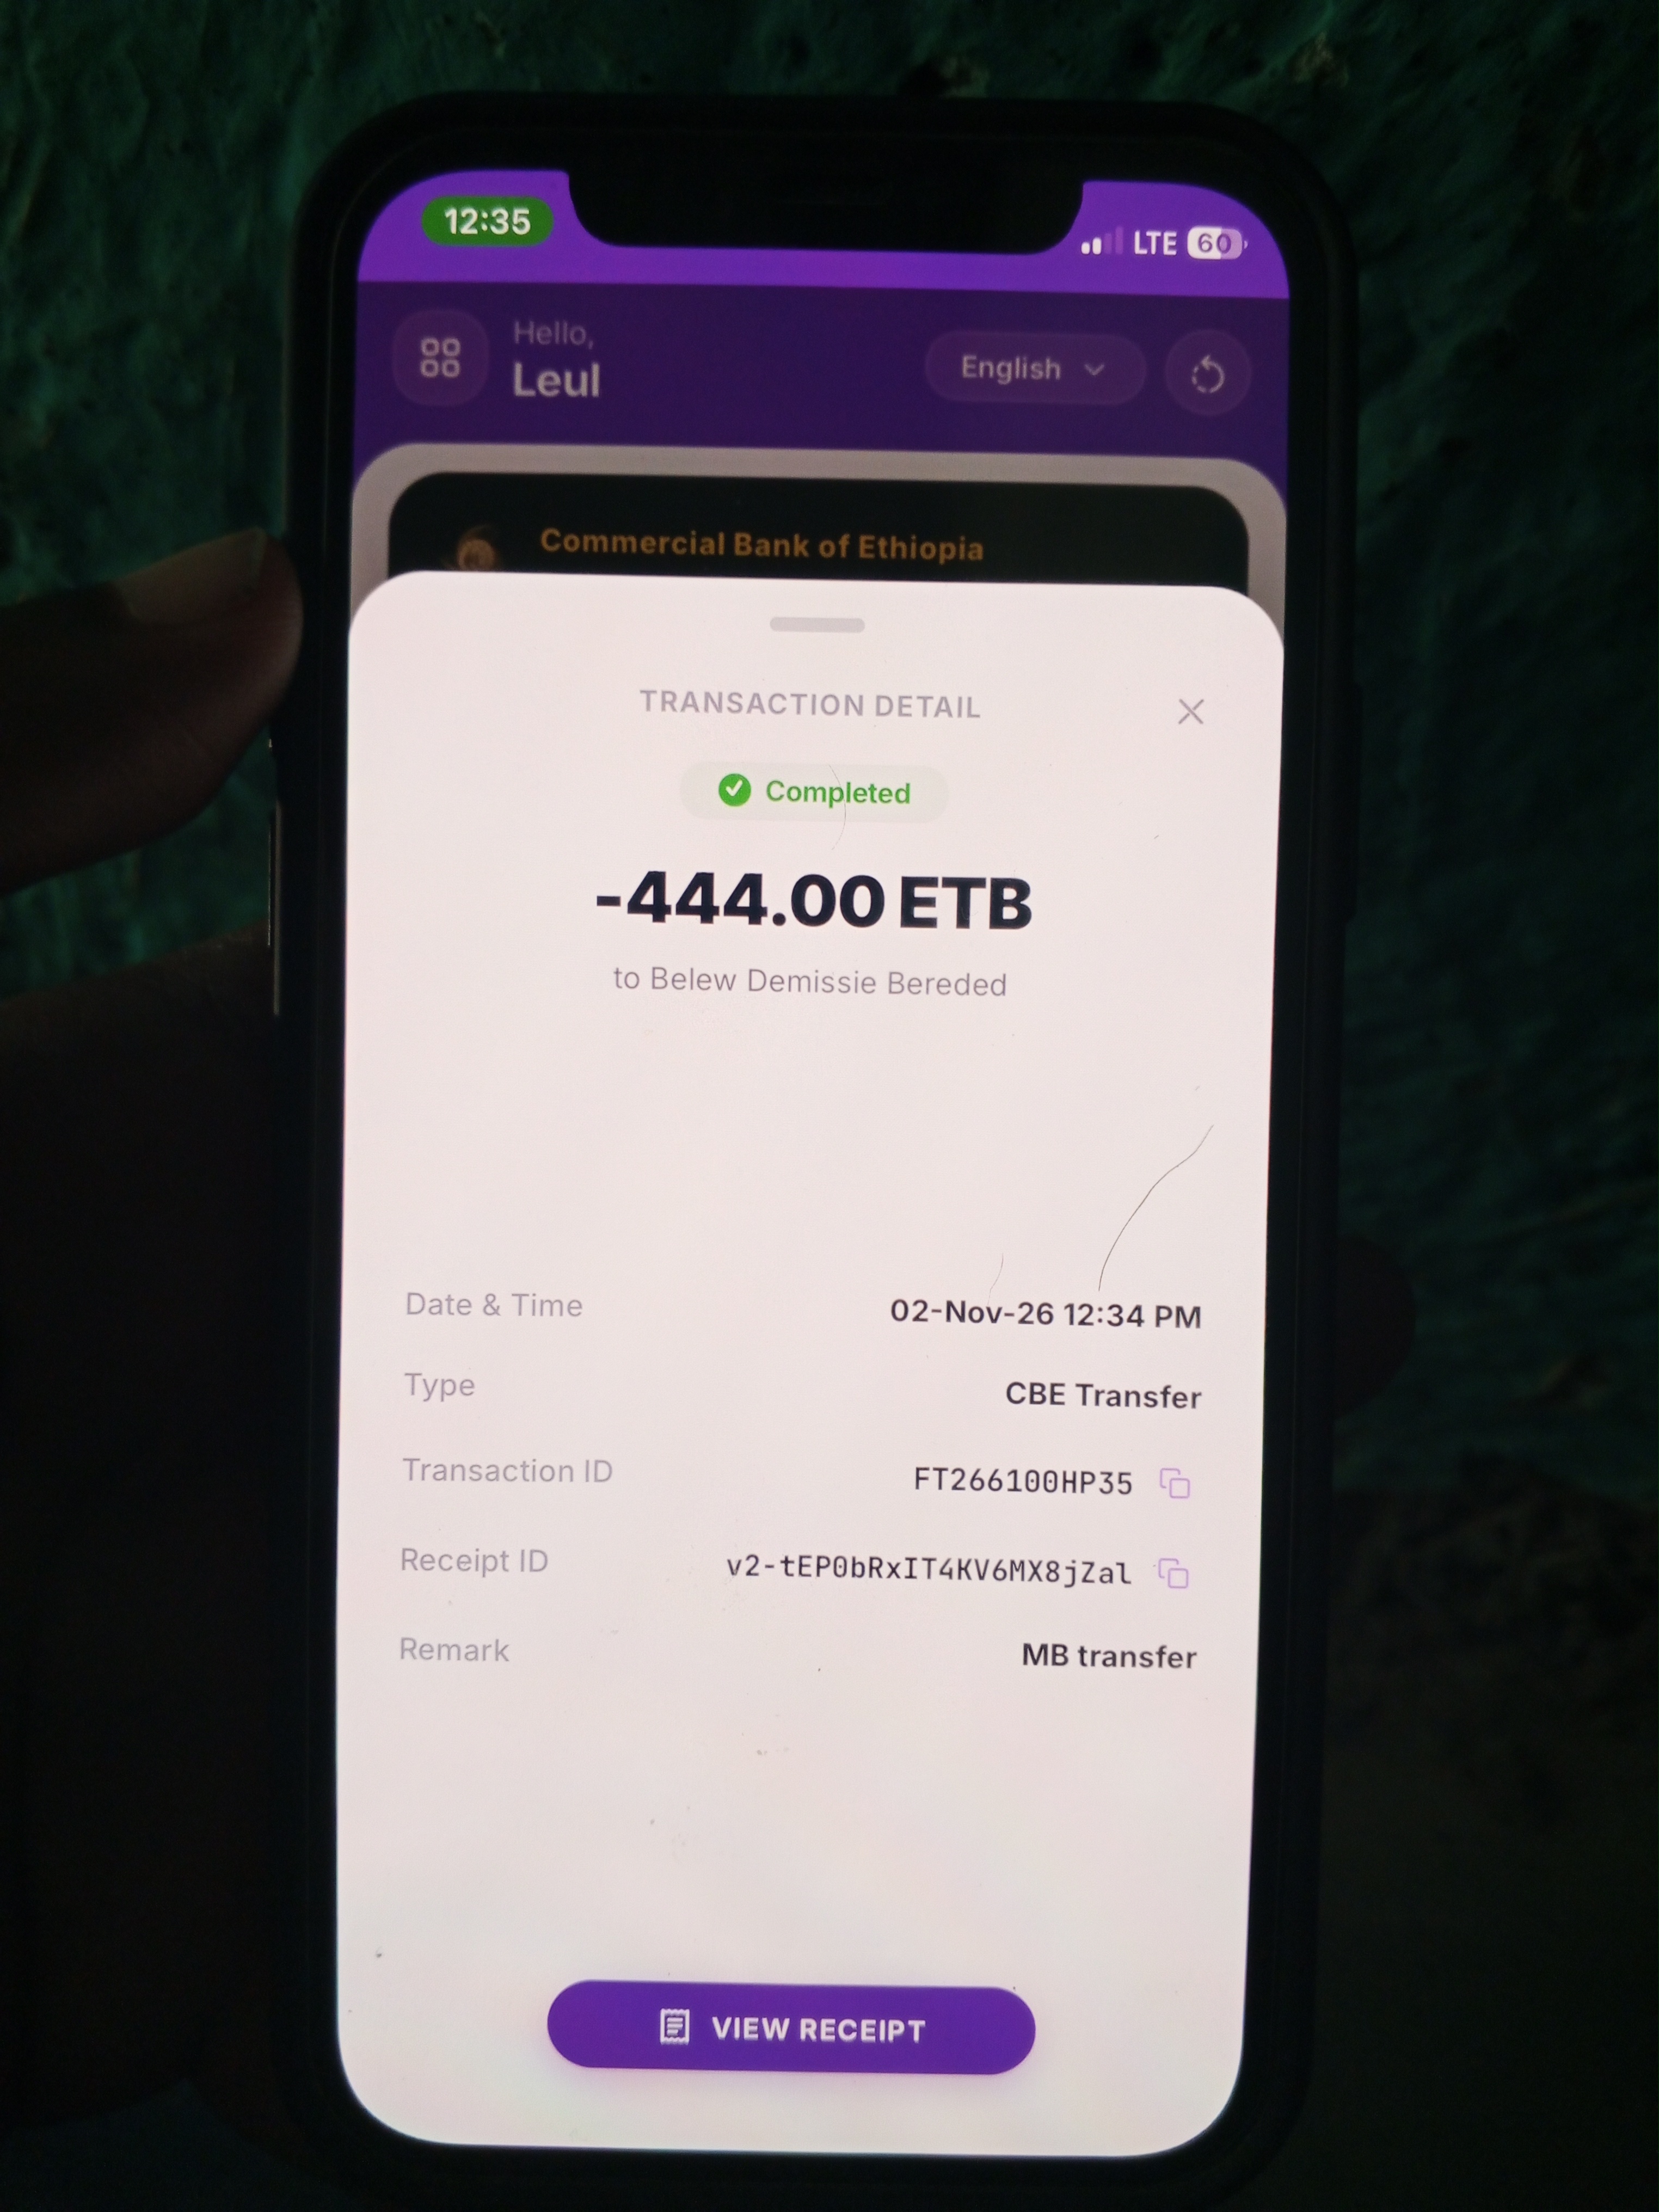 12:35
LTE 60
Hello,
Leul
English
Commercial Bank of Ethiopia
TRANSACTION DETAIL
Completed
-444.00 ETB
to Belew Demissie Bereded
Date & Time 02-Nov-26 12:34 PM
Type CBE Transfer
Transaction ID FT266100HP35
Receipt ID v2-tEP0bRxIT4KV6MX8jZal
Remark MB transfer
VIEW RECEIPT